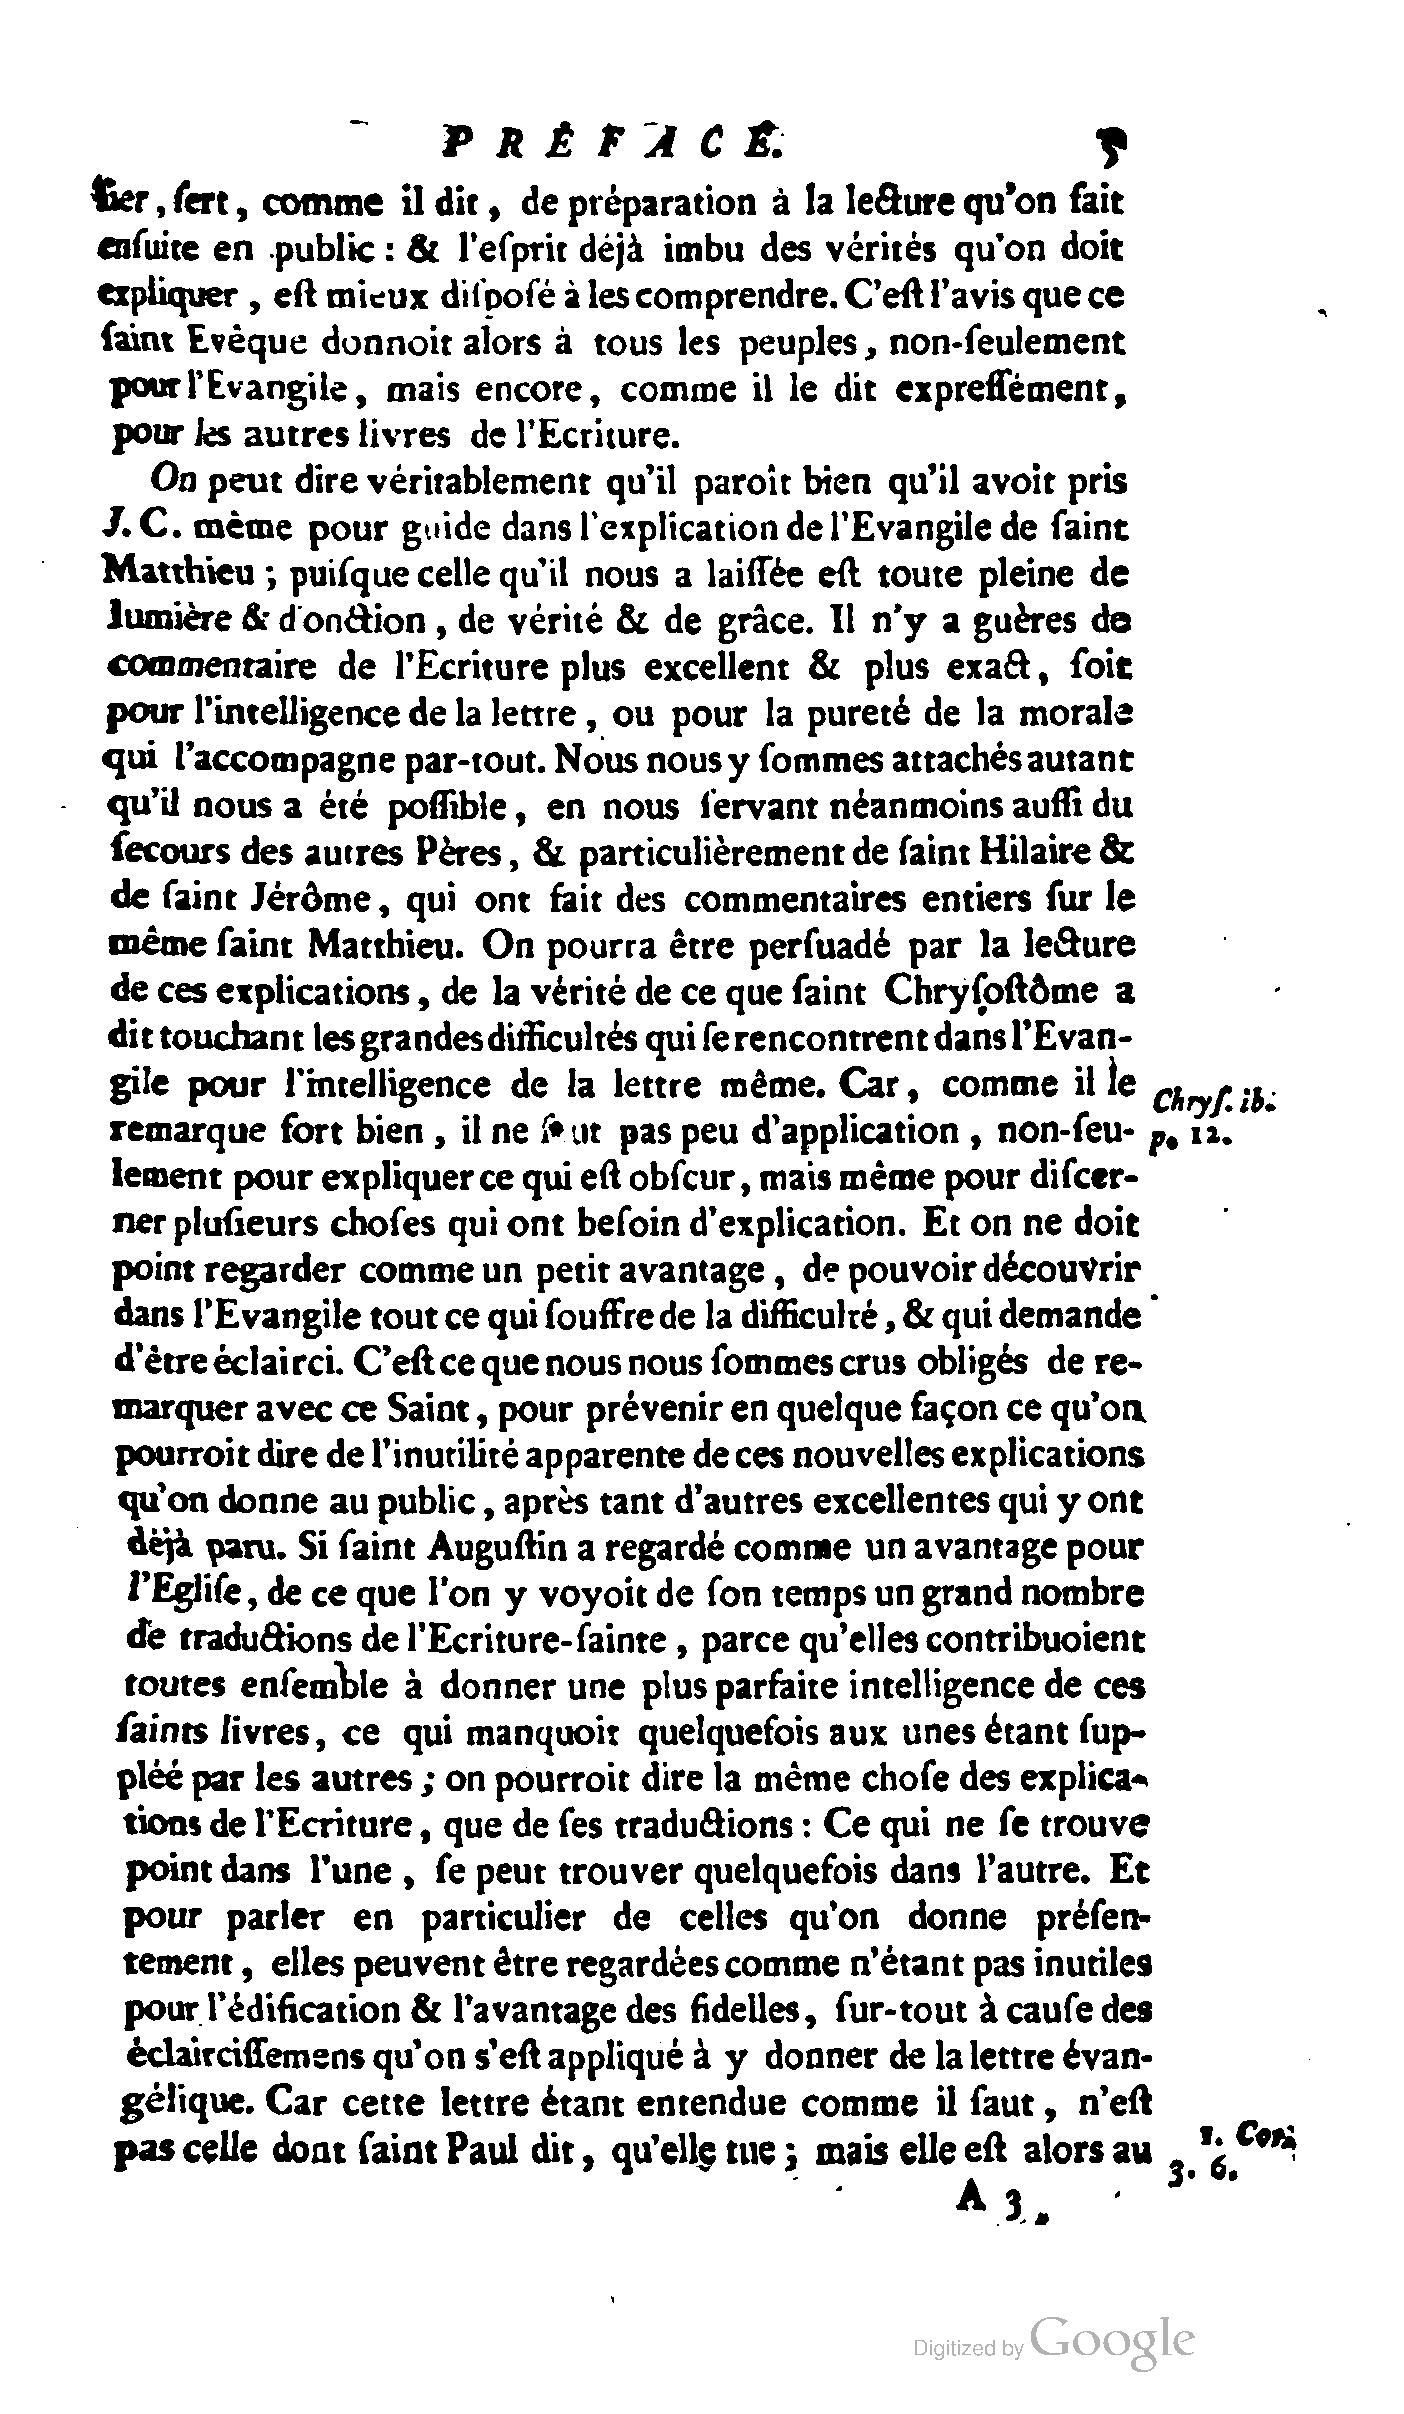 PRÉFACE. 5
tier, ſert, comme il dit, de préparation à la lecture qu'on fait
enſuite en public : & l'eſprit déjà imbu des vérités qu'on doit
expliquer, eſt mieux diſpoſé à les comprendre. C'eſt l'avis que ce
ſaint Evêque donnoit alors à tous les peuples, non-ſeulement
pour l'Evangile, mais encore, comme il le dit expreſſément,
pour les autres livres de l'Ecriture.
On peut dire véritablement qu'il paroît bien qu'il avoit pris
J. C. même pour guide dans l'explication de l'Evangile de ſaint
Matthieu ; puiſque celle qu'il nous a laiſſée eſt toute pleine de
lumière & d'onction, de vérité & de grâce. Il n'y a guères de
commentaire de l'Ecriture plus excellent & plus exact, ſoit
pour l'intelligence de la lettre, ou pour la pureté de la morale
qui l'accompagne par-tout. Nous nous y ſommes attachés autant
qu'il nous a été poſſible, en nous ſervant néanmoins auſſi du
ſecours des autres Pères, & particulièrement de ſaint Hilaire &
de ſaint Jérôme, qui ont fait des commentaires entiers ſur le
même ſaint Matthieu. On pourra être perſuadé par la lecture
de ces explications, de la vérité de ce que ſaint Chryſoſtôme a
dit touchant les grandes difficultés qui ſe rencontrent dans l'Evan-
gile pour l'intelligence de la lettre même. Car, comme il le
Chryſ. ib.
remarque fort bien, il ne faut pas peu d'application, non-ſeu-
p. 12.
lement pour expliquer ce qui eſt obſcur, mais même pour diſcer-
ner pluſieurs choſes qui ont beſoin d'explication. Et on ne doit
point regarder comme un petit avantage, de pouvoir découvrir
dans l'Evangile tout ce qui ſouffre de la difficulté, & qui demande
d'être éclairci. C'eſt ce que nous nous ſommes crus obligés de re-
marquer avec ce Saint, pour prévenir en quelque façon ce qu'on
pourroit dire de l'inutilité apparente de ces nouvelles explications
qu'on donne au public, après tant d'autres excellentes qui y ont
déjà paru. Si ſaint Auguſtin a regardé comme un avantage pour
l'Egliſe, de ce que l'on y voyoit de ſon temps un grand nombre
de traductions de l'Ecriture-ſainte, parce qu'elles contribuoient
toutes enſemble à donner une plus parfaite intelligence de ces
ſaints livres, ce qui manquoit quelquefois aux unes étant ſup-
pléé par les autres ; on pourroit dire la même choſe des explica-
tions de l'Ecriture, que de ſes traductions : Ce qui ne ſe trouve
point dans l'une, ſe peut trouver quelquefois dans l'autre. Et
pour parler en particulier de celles qu'on donne préſen-
tement, elles peuvent être regardées comme n'étant pas inutiles
pour l'édification & l'avantage des fidelles, ſur-tout à cauſe des
éclairciſſemens qu'on s'eſt appliqué à y donner de la lettre évan-
gélique. Car cette lettre étant entendue comme il faut, n'eſt
pas celle dont ſaint Paul dit, qu'elle tue ; mais elle eſt alors au
1. Cor.
3. 6.
A 3.
Digitized by Google